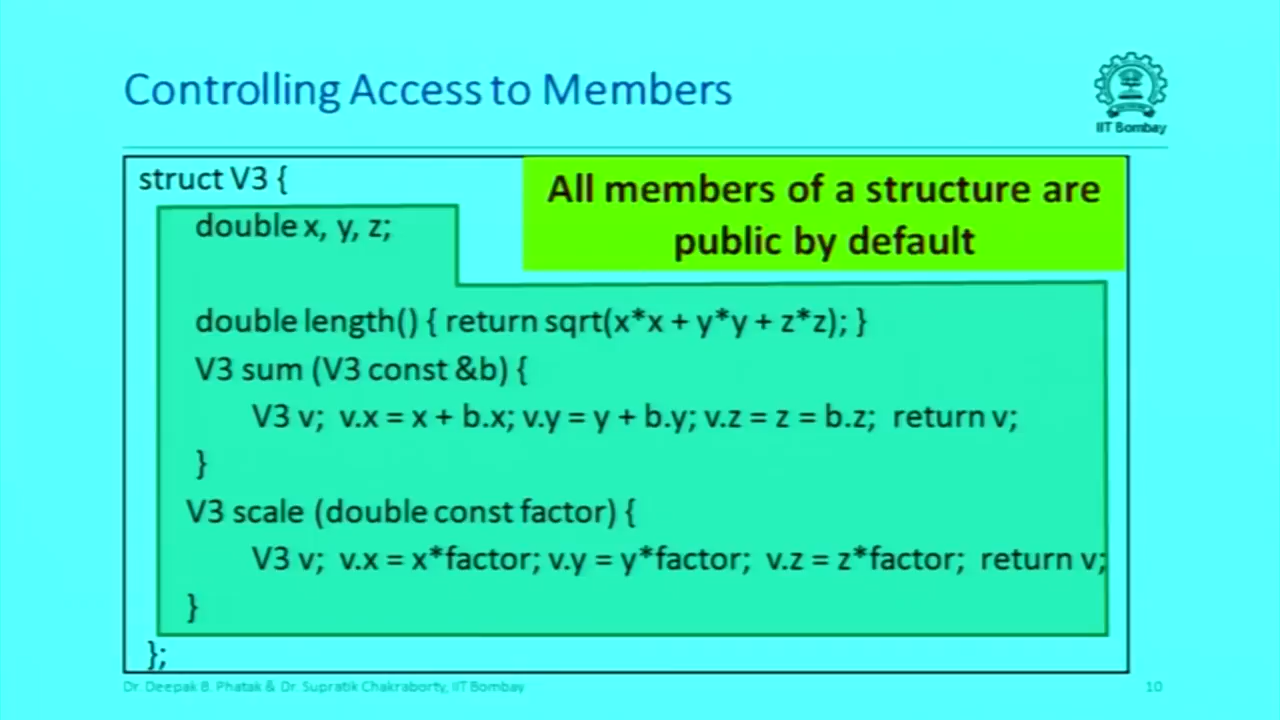 Controlling Access to Members
IIT Bombay
struct V3 {
All members of a structure are
public by default
double x, y, z;
double length() { return sqrt(x*x + y*y + z*z); }
V3 sum (V3 const &b) {
V3 v; v.x = x + b.x; v.y = y + b.y; v.z = z = b.z; return v;
}
V3 scale (double const factor) {
V3 v; v.x = x*factor; v.y = y*factor; v.z = z*factor; return v;
}
};
Dr. Deepak B. Phatak & Dr. Supratik Chakraborty, IIT Bombay
10